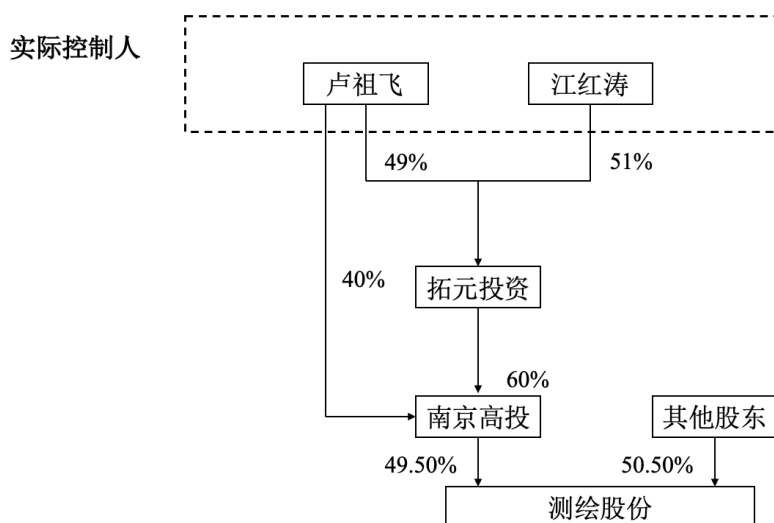 实际控制人
卢祖飞
江红涛
49%
51%
40%
拓元投资
60%
南京高投
其他股东
49.50%
50.50%
测绘股份